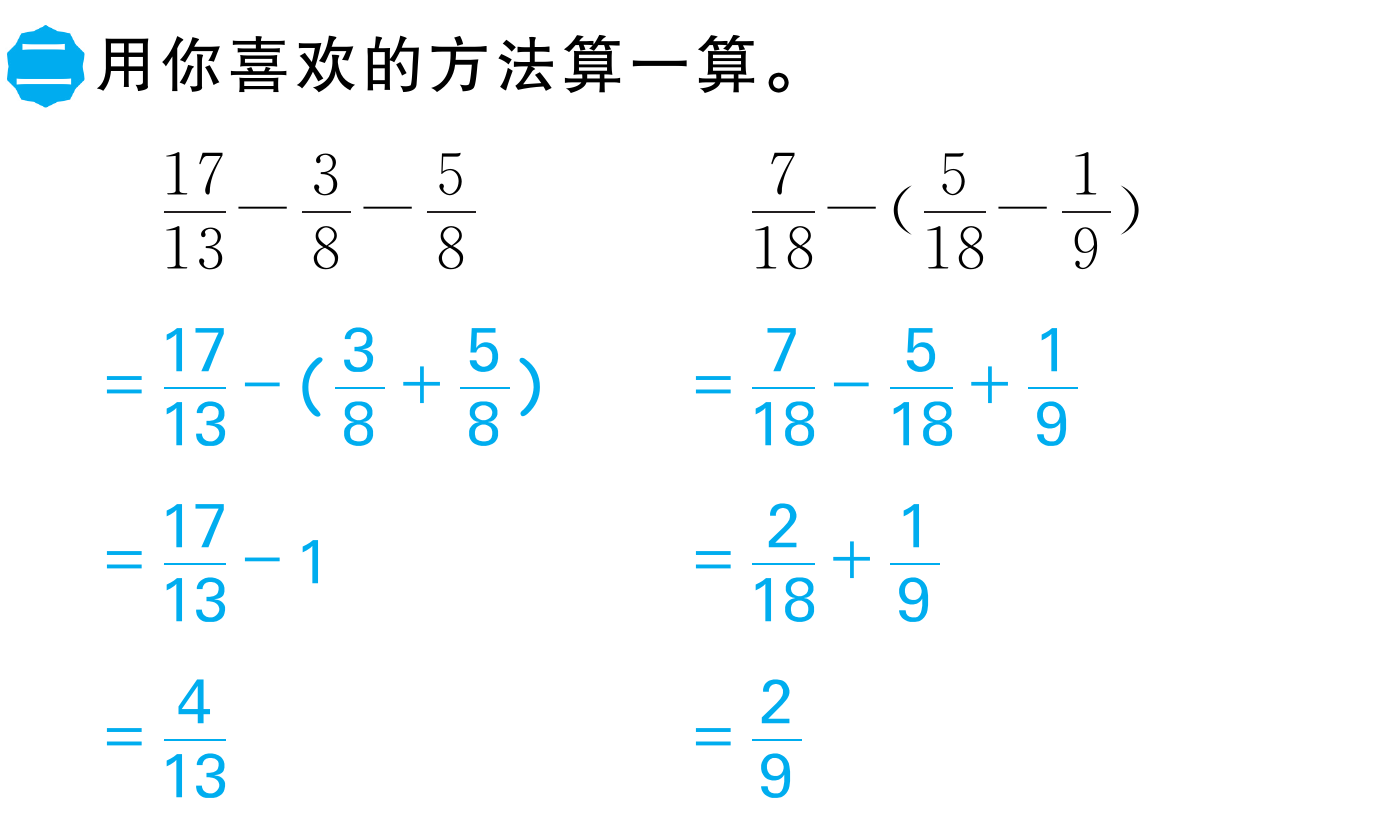 二 用你喜欢的方法算一算。
17/13 - 3/8 - 5/8
= 17/13 - (3/8 + 5/8)
= 17/13 - 1
= 4/13
7/18 - (5/18 - 1/9)
= 7/18 - 5/18 + 1/9
= 2/18 + 1/9
= 2/9